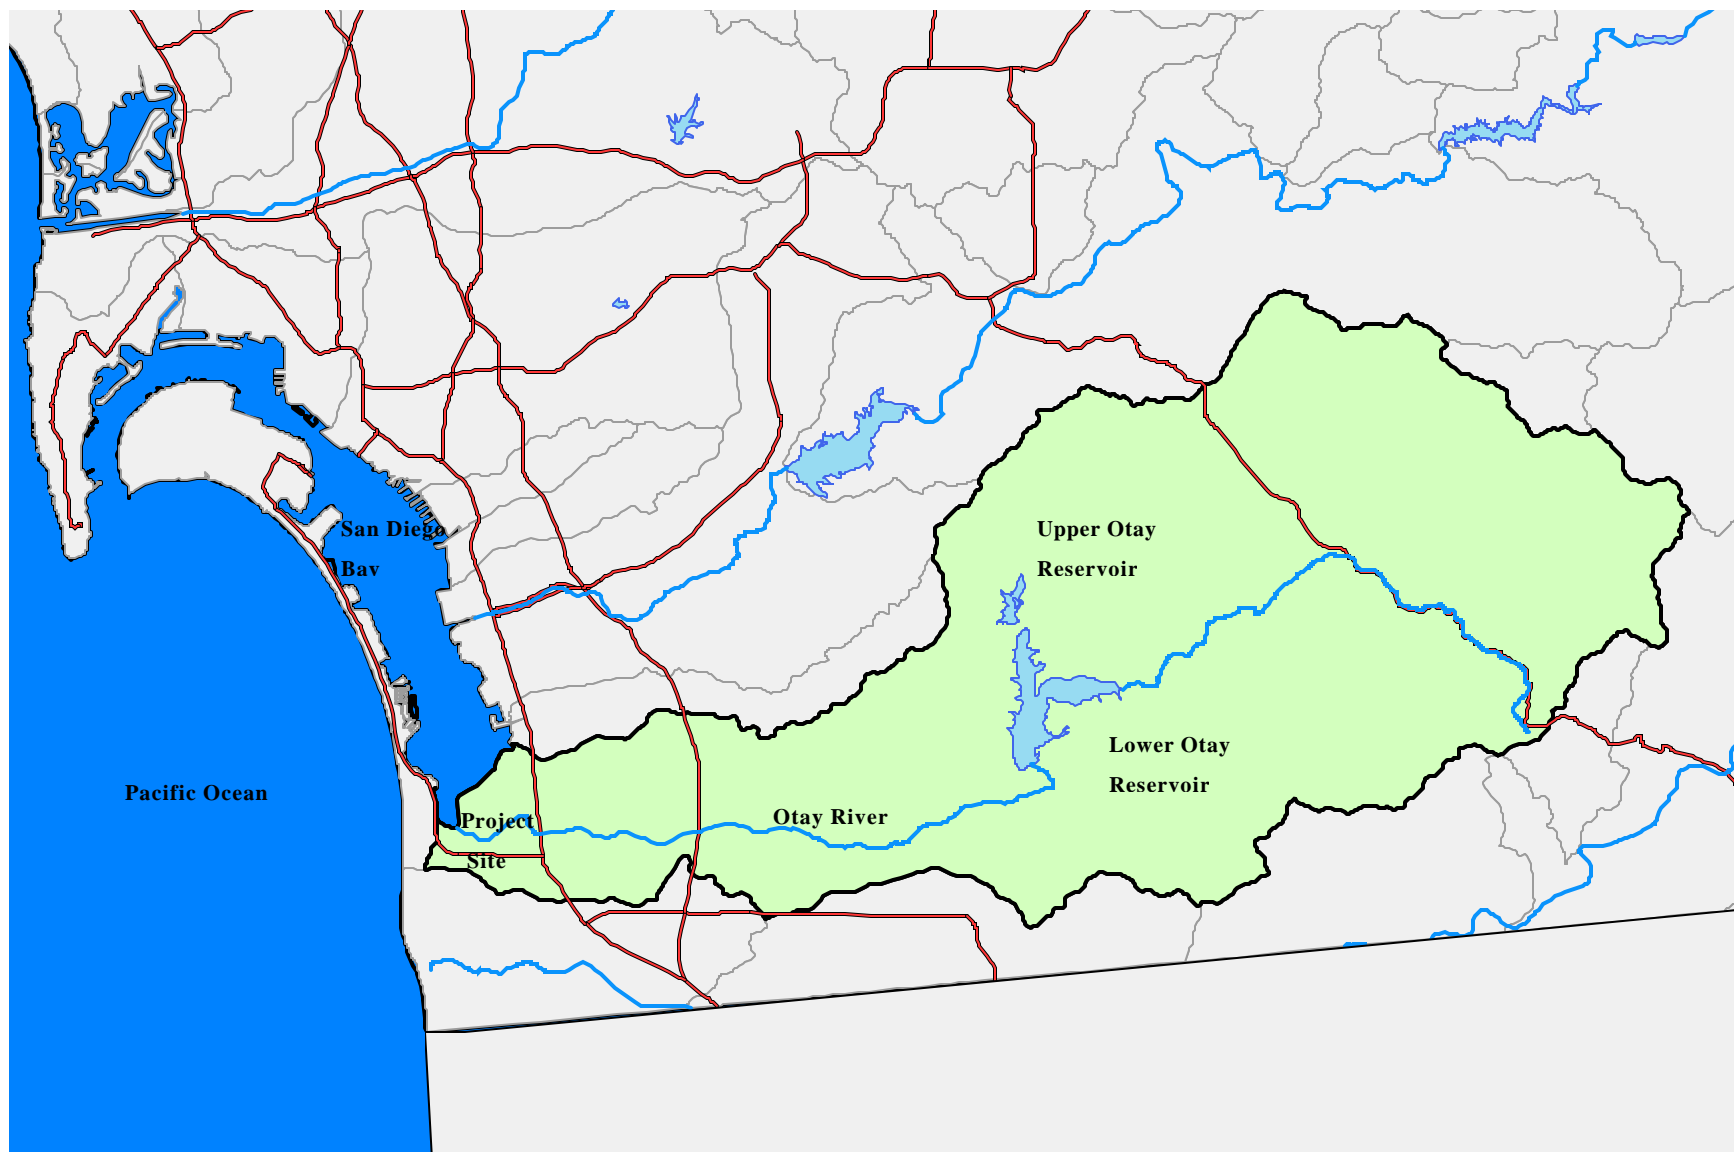 San Diego
Bay
Upper Otay
Reservoir
Lower Otay
Reservoir
Pacific Ocean
Project
Site
Otay River